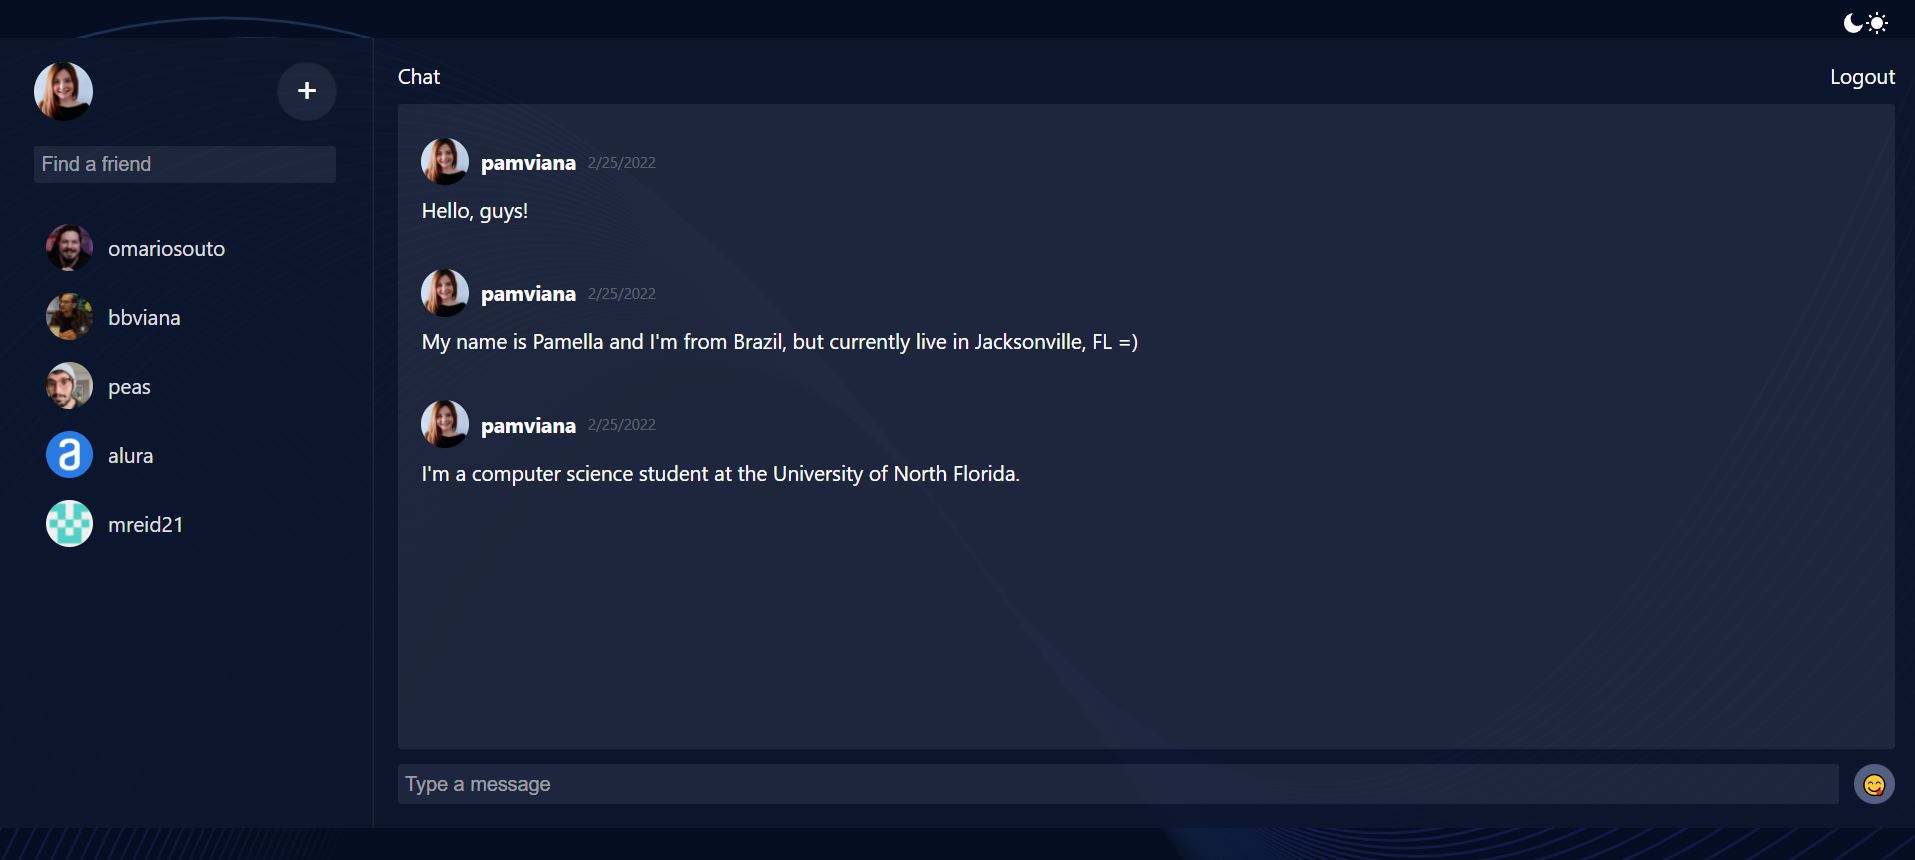 Chat
Logout
Find a friend
omariosouto
bbviana
peas
a
alura
mreid21
pamviana 2/25/2022
Hello, guys!
pamviana 2/25/2022
My name is Pamella and I'm from Brazil, but currently live in Jacksonville, FL =)
pamviana 2/25/2022
I'm a computer science student at the University of North Florida.
Type a message